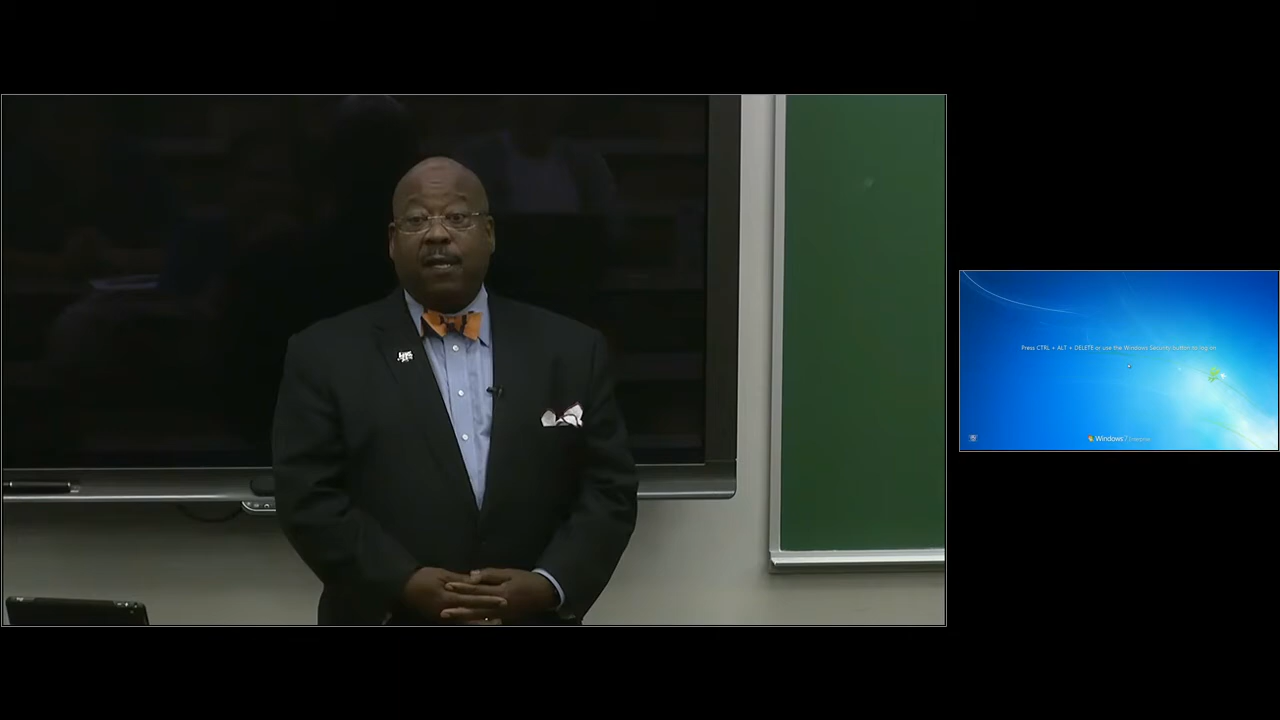 Press CTRL + ALT + DELETE or use the Windows Security button to log on
Windows 7 Enterprise